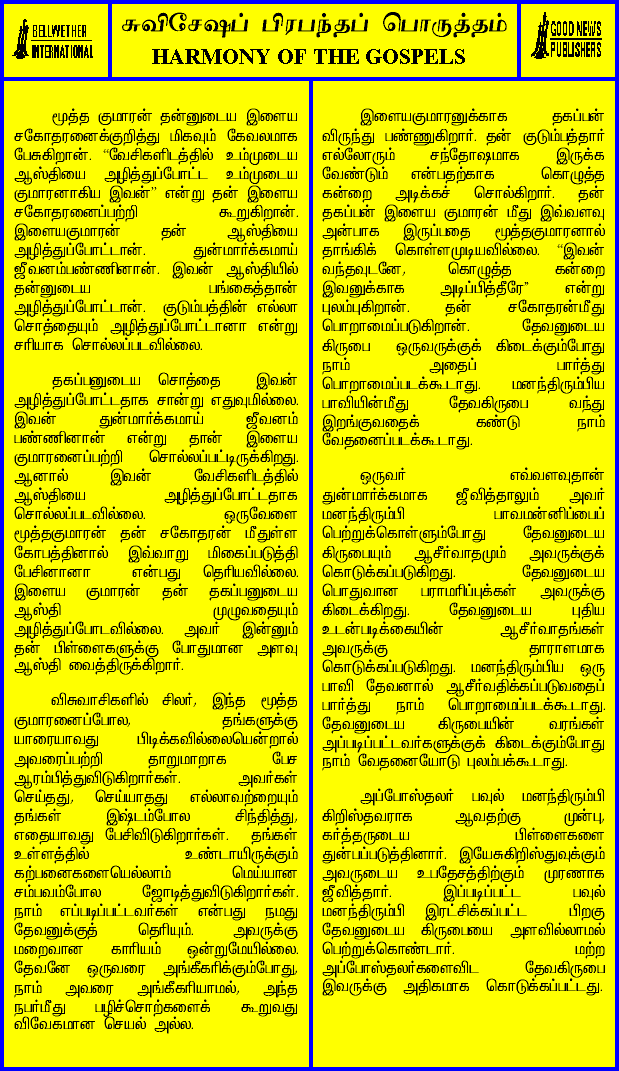 BELLWETHER
INTERNATIONAL
சுவிசேஷப் பிரபந்தப் பொருத்தம்
HARMONY OF THE GOSPELS
GOOD NEWS
PUBLISHERS
மூத்த குமாரன் தன்னுடைய இளைய
சகோதரனைக்குறித்து மிகவும் கேவலமாக
பேசுகிறான். “வேசிகளிடத்தில் உம்முடைய
ஆஸ்தியை அழித்துப்போட்ட உம்முடைய
குமாரனாகிய இவன்” என்று தன் இளைய
சகோதரனைப்பற்றி கூறுகிறான்.
இளையகுமாரன் தன் ஆஸ்தியை
அழித்துப்போட்டான். துன்மார்க்கமாய்
ஜீவனம்பண்ணினான். இவன் ஆஸ்தியில்
தன்னுடைய பங்கைத்தான்
அழித்துப்போட்டான். குடும்பத்தின் எல்லா
சொத்தையும் அழித்துப்போட்டானா என்று
சரியாக சொல்லப்படவில்லை.
தகப்பனுடைய சொத்தை இவன்
அழித்துப்போட்டதாக சான்று எதுவுமில்லை.
இவன் துன்மார்க்கமாய் ஜீவனம்
பண்ணினான் என்று தான் இளைய
குமாரனைப்பற்றி சொல்லப்பட்டிருக்கிறது.
ஆனால் இவன் வேசிகளிடத்தில்
ஆஸ்தியை அழித்துப்போட்டதாக
சொல்லப்படவில்லை. ஒருவேளை
மூத்தகுமாரன் தன் சகோதரன் மீதுள்ள
கோபத்தினால் இவ்வாறு மிகைப்படுத்தி
பேசினானா என்பது தெரியவில்லை.
இளைய குமாரன் தன் தகப்பனுடைய
ஆஸ்தி முழுவதையும்
அழித்துப்போடவில்லை. அவர் இன்னும்
தன் பிள்ளைகளுக்கு போதுமான அளவு
ஆஸ்தி வைத்திருக்கிறார்.
விசுவாசிகளில் சிலர், இந்த மூத்த
குமாரனைப்போல, தங்களுக்கு
யாரையாவது பிடிக்கவில்லையென்றால்
அவரைப்பற்றி தாறுமாறாக பேச
ஆரம்பித்துவிடுகிறார்கள். அவர்கள்
செய்தது, செய்யாதது எல்லாவற்றையும்
தங்கள் இஷ்டம்போல சிந்தித்து,
எதையாவது பேசிவிடுகிறார்கள். தங்கள்
உள்ளத்தில் உண்டாயிருக்கும்
கற்பனைகளையெல்லாம் மெய்யான
சம்பவம்போல ஜோடித்துவிடுகிறார்கள்.
நாம் எப்படிப்பட்டவர்கள் என்பது நமது
தேவனுக்குத் தெரியும். அவருக்கு
மறைவான காரியம் ஒன்றுமேயில்லை.
தேவனே ஒருவரை அங்கீகரிக்கும்போது,
நாம் அவரை அங்கீகரியாமல், அந்த
நபர்மீது பழிச்சொற்களைக் கூறுவது
விவேகமான செயல் அல்ல.
இளையகுமாரனுக்காக தகப்பன்
விருந்து பண்ணுகிறார். தன் குடும்பத்தார்
எல்லோரும் சந்தோஷமாக இருக்க
வேண்டும் என்பதற்காக கொழுத்த
கன்றை அடிக்கச் சொல்கிறார். தன்
தகப்பன் இளைய குமாரன் மீது இவ்வளவு
அன்பாக இருப்பதை மூத்தகுமாரனால்
தாங்கிக் கொள்ளமுடியவில்லை. “இவன்
வந்தவுடனே, கொழுத்த கன்றை
இவனுக்காக அடிப்பித்தீரே” என்று
புலம்புகிறான். தன் சகோதரன்மீது
பொறாமைப்படுகிறான். தேவனுடைய
கிருபை ஒருவருக்குக் கிடைக்கும்போது
நாம் அதைப் பார்த்து
பொறாமைப்படக்கூடாது. மனந்திரும்பிய
பாவியின்மீது தேவகிருபை வந்து
இறங்குவதைக் கண்டு நாம்
வேதனைப்படக்கூடாது.
ஒருவர் எவ்வளவுதான்
துன்மார்க்கமாக ஜீவித்தாலும் அவர்
மனந்திரும்பி பாவமன்னிப்பைப்
பெற்றுக்கொள்ளும்போது தேவனுடைய
கிருபையும் ஆசீர்வாதமும் அவருக்குக்
கொடுக்கப்படுகிறது. தேவனுடைய
பொதுவான பராமரிப்புக்கள் அவருக்கு
கிடைக்கிறது. தேவனுடைய புதிய
உடன்படிக்கையின் ஆசீர்வாதங்கள்
அவருக்கு தாராளமாக
கொடுக்கப்படுகிறது. மனந்திரும்பிய ஒரு
பாவி தேவனால் ஆசீர்வதிக்கப்படுவதைப்
பார்த்து நாம் பொறாமைப்படக்கூடாது.
தேவனுடைய கிருபையின் வரங்கள்
அப்படிப்பட்டவர்களுக்குக் கிடைக்கும்போது
நாம் வேதனையோடு புலம்பக்கூடாது.
அப்போஸ்தலர் பவுல் மனந்திரும்பி
கிறிஸ்தவராக ஆவதற்கு முன்பு,
கர்த்தருடைய பிள்ளைகளை
துன்பப்படுத்தினார். இயேசுகிறிஸ்துவுக்கும்
அவருடைய உபதேசத்திற்கும் முரணாக
ஜீவித்தார். இப்படிப்பட்ட பவுல்
மனந்திரும்பி இரட்சிக்கப்பட்ட பிறகு
தேவனுடைய கிருபையை அளவில்லாமல்
பெற்றுக்கொண்டார். மற்ற
அப்போஸ்தலர்களைவிட தேவகிருபை
இவருக்கு அதிகமாக கொடுக்கப்பட்டது.